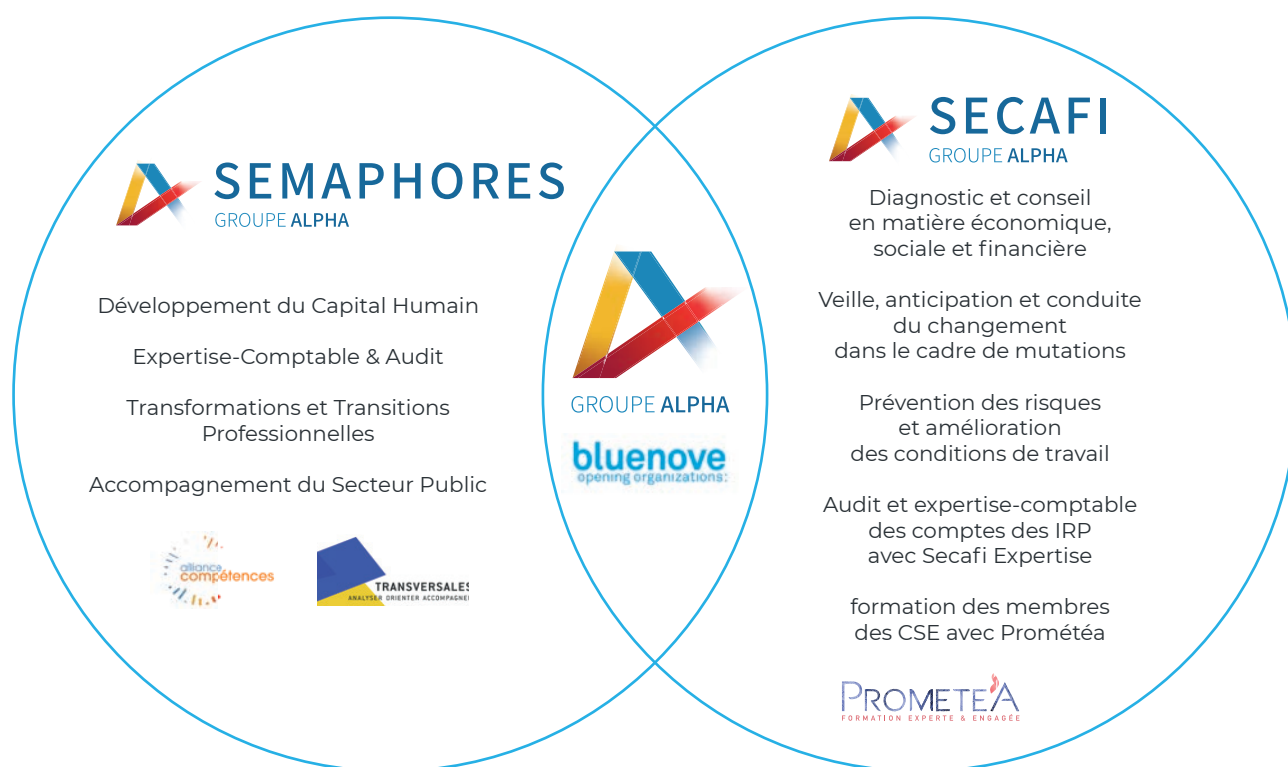 SEMAPHORES
GROUPE ALPHA
Développement du Capital Humain
Expertise-Comptable & Audit
Transformations et Transitions
Professionnelles
Accompagnement du Secteur Public
alliance
compétences
TRANSVERSALES
ANALYSER ORIENTER ACCOMPAGNER
GROUPE ALPHA
bluenove
opening organizations:
SECAFI
GROUPE ALPHA
Diagnostic et conseil
en matière économique,
sociale et financière
Veille, anticipation et conduite
du changement
dans le cadre de mutations
Prévention des risques
et amélioration
des conditions de travail
Audit et expertise-comptable
des comptes des IRP
avec Secafi Expertise
formation des membres
des CSE avec Prométéa
PROMETE'A
FORMATION EXPERTE & ENGAGÉE